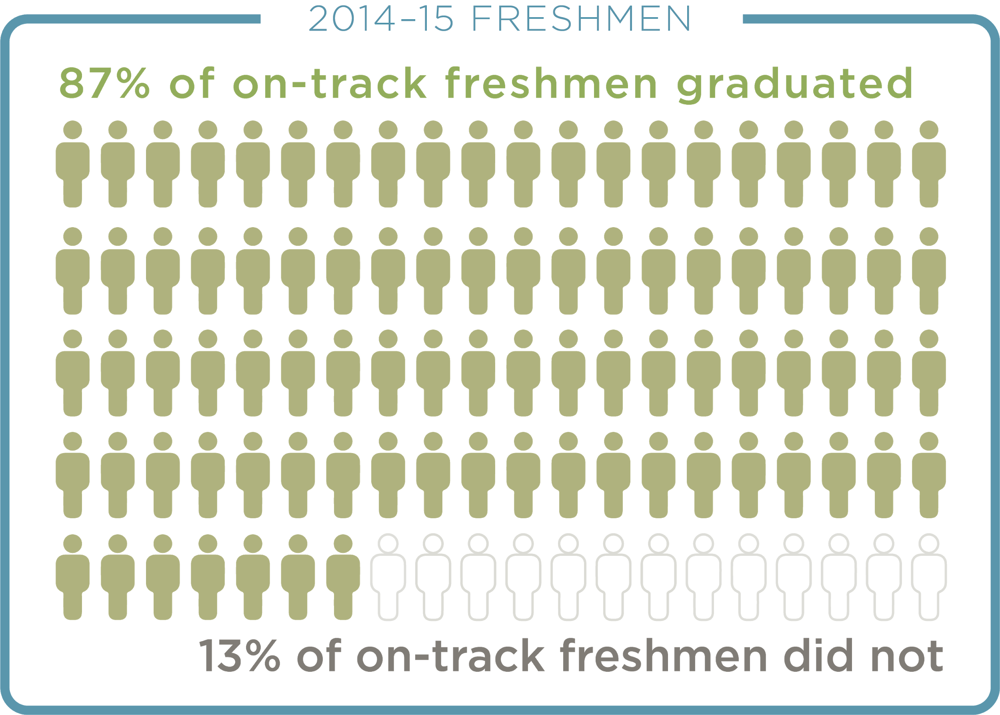 2014–15 FRESHMEN
87% of on-track freshmen graduated
13% of on-track freshmen did not